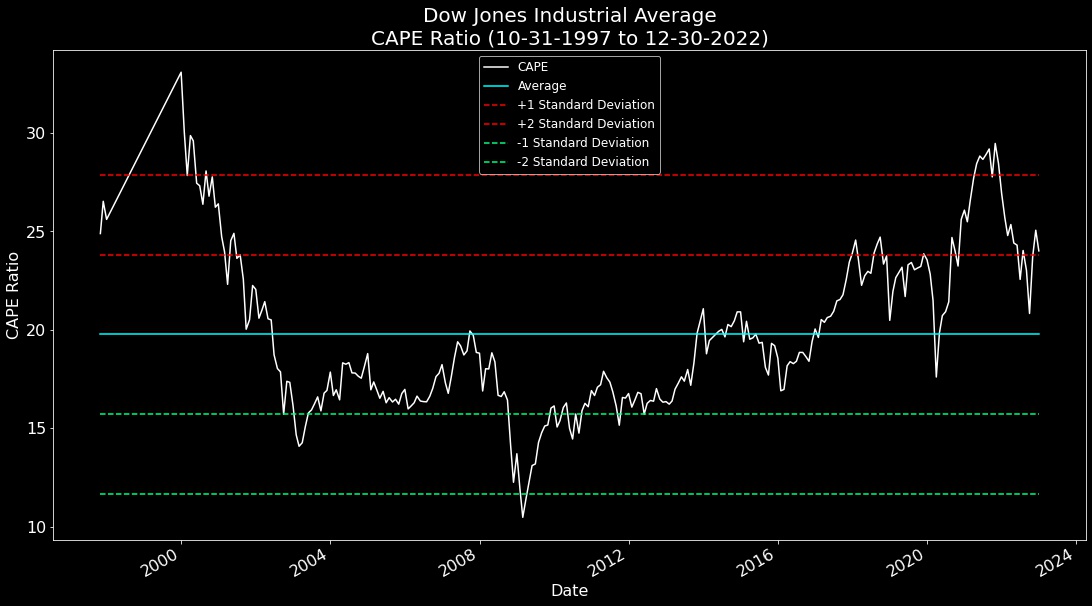 Dow Jones Industrial Average
CAPE Ratio (10-31-1997 to 12-30-2022)
CAPE
Average
+1 Standard Deviation
+2 Standard Deviation
-1 Standard Deviation
-2 Standard Deviation
CAPE Ratio
30
25
20
15
10
2000
2004
2008
2012
2016
2020
2024
Date